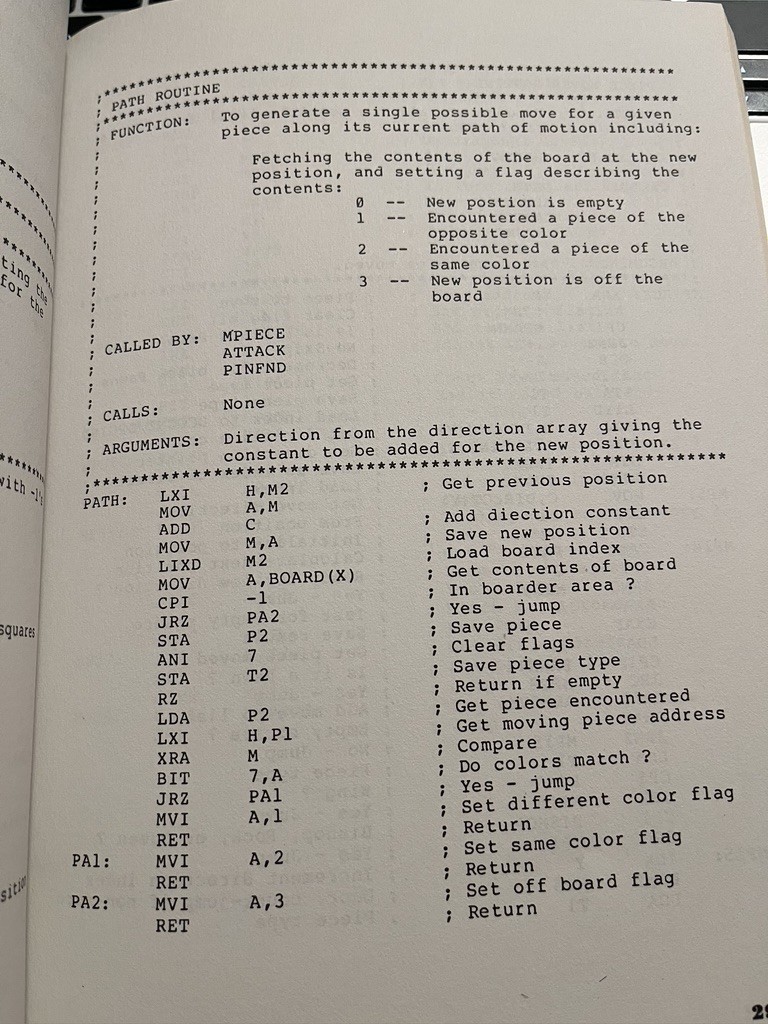 ;***********************************************************
; PATH ROUTINE
;***********************************************************
; FUNCTION: To generate a single possible move for a given
; piece along its current path of motion including:
;
; Fetching the contents of the board at the new
; position, and setting a flag describing the
; contents:
; 0 -- New postion is empty
; 1 -- Encountered a piece of the
; opposite color
; 2 -- Encountered a piece of the
; same color
; 3 -- New position is off the
; board
;
; CALLED BY: MPIECE
; ATTACK
; PINFND
;
; CALLS: None
;
; ARGUMENTS: Direction from the direction array giving the
; constant to be added for the new position.
;***********************************************************
PATH: LXI H,M2 ; Get previous position
MOV A,M
ADD C ; Add diection constant
MOV M,A ; Save new position
LIXD M2 ; Load board index
MOV A,BOARD(X) ; Get contents of board
CPI -1 ; In boarder area ?
JRZ PA2 ; Yes - jump
STA P2 ; Save piece
ANI 7 ; Clear flags
STA T2 ; Save piece type
RZ ; Return if empty
LDA P2 ; Get piece encountered
LXI H,P1 ; Get moving piece address
XRA M ; Compare
BIT 7,A ; Do colors match ?
JRZ PA1 ; Yes - jump
MVI A,1 ; Set different color flag
RET ; Return
PA1: MVI A,2 ; Set same color flag
RET ; Return
PA2: MVI A,3 ; Set off board flag
RET ; Return
ting the
for the
with -1's
squares